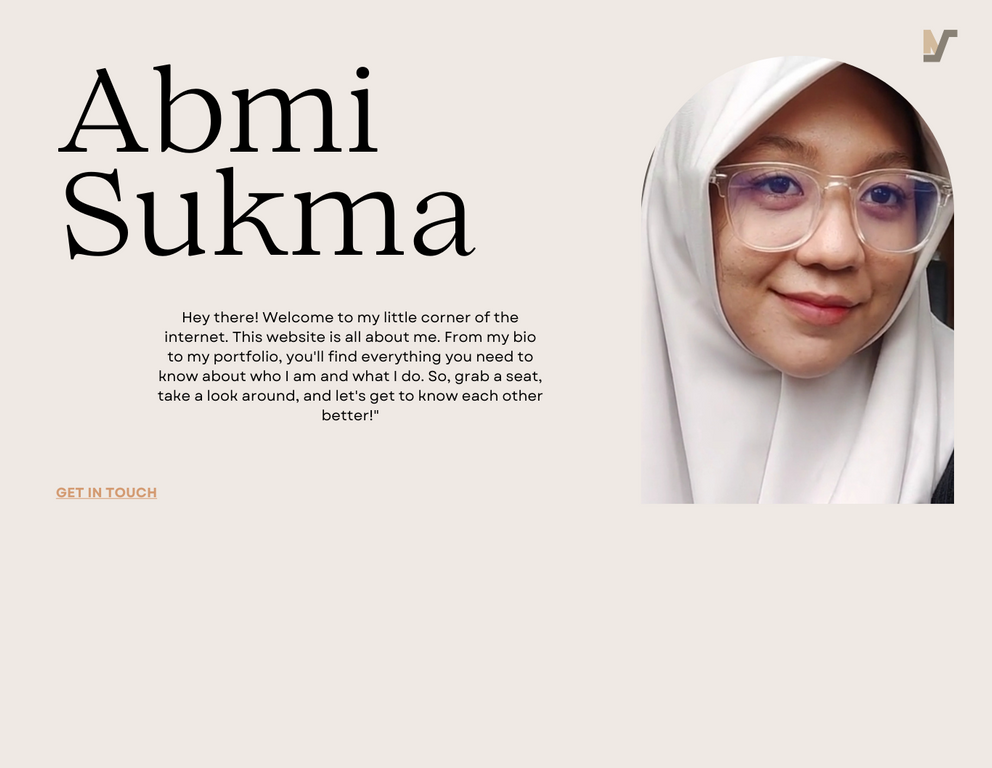 Abmi
Sukma
Hey there! Welcome to my little corner of the
internet. This website is all about me. From my bio
to my portfolio, you'll find everything you need to
know about who I am and what I do. So, grab a seat,
take a look around, and let's get to know each other
better!"
GET IN TOUCH